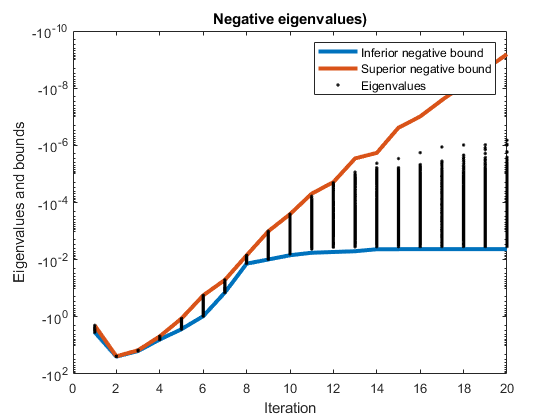 Negative eigenvalues)
-10^-10
-10^-8
-10^-6
-10^-4
-10^-2
-10^0
-10^2
Eigenvalues and bounds
Inferior negative bound
Superior negative bound
Eigenvalues
0 2 4 6 8 10 12 14 16 18 20
Iteration